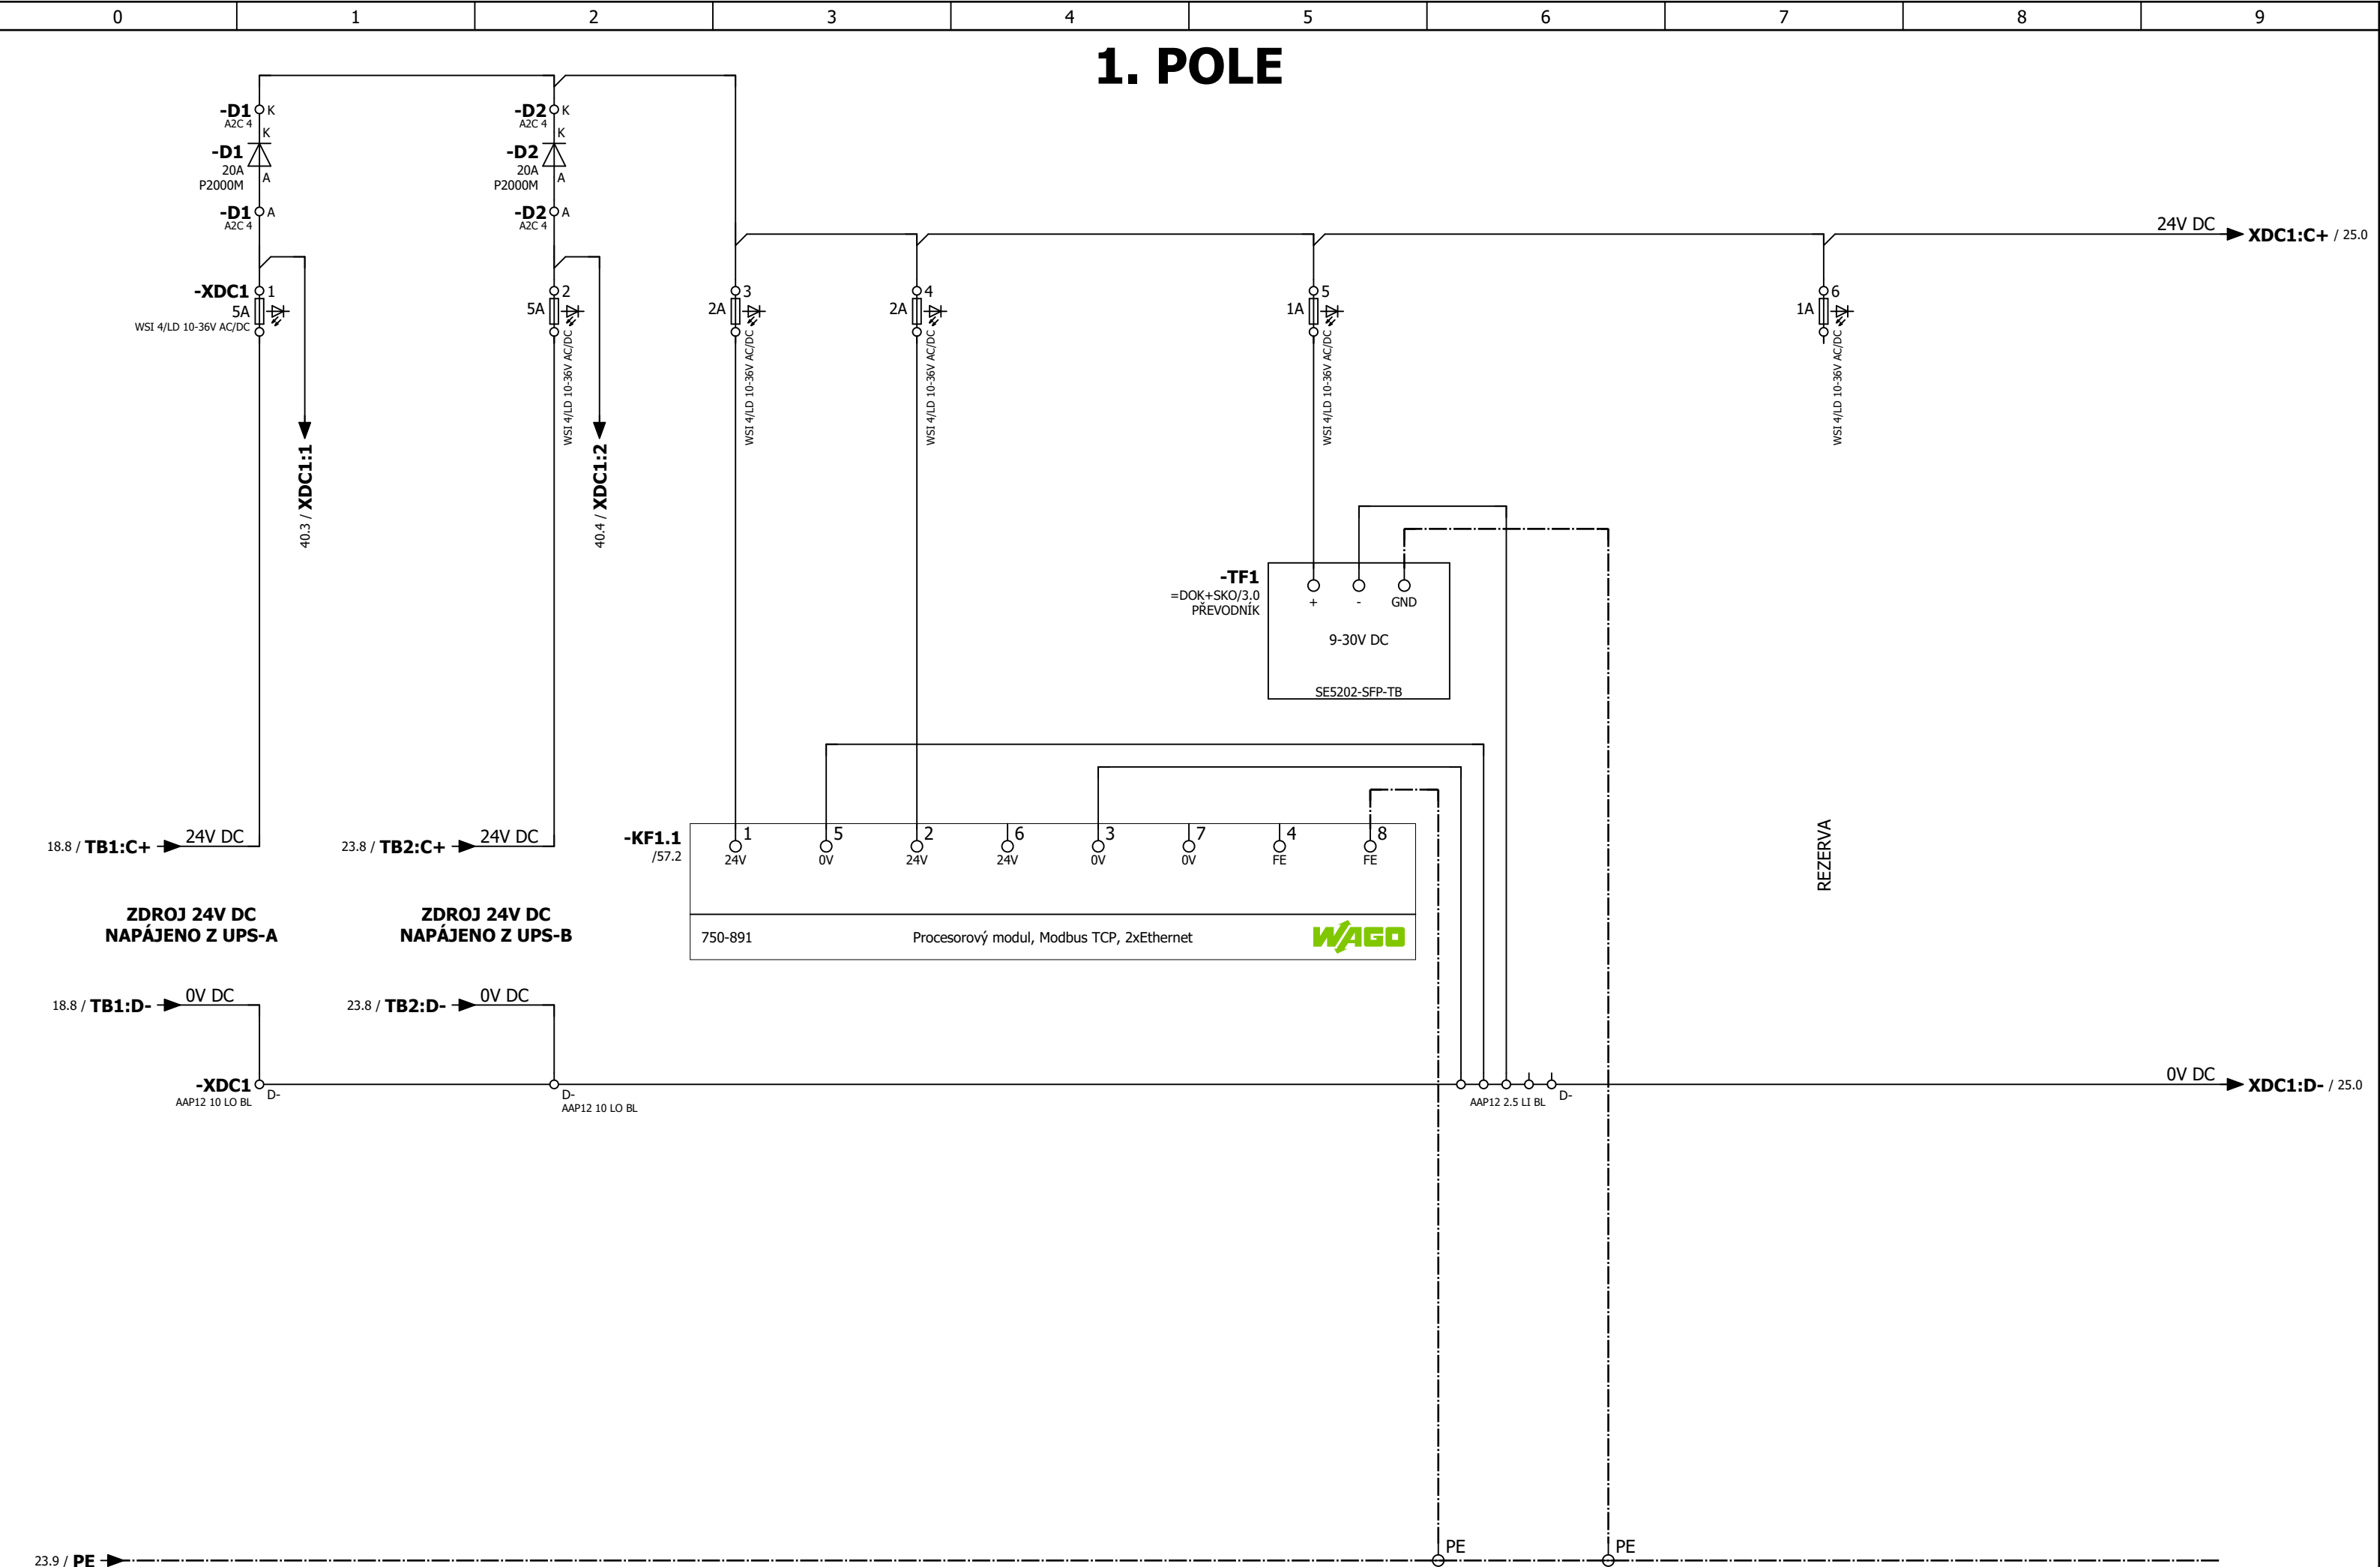 0 1 2 3 4 5 6 7 8 9
1. POLE
-D1 K
A2C 4
K
-D1
20A
P2000M
A
-D1 A
A2C 4
-D2 K
A2C 4
K
-D2
20A
P2000M
A
-D2 A
A2C 4
24V DC
XDC1:C+ / 25.0
-XDC1 1
5A
WSI 4/LD 10-36V AC/DC
40.3 / XDC1:1
2
5A
WSI 4/LD 10-36V AC/DC
40.4 / XDC1:2
3
2A
WSI 4/LD 10-36V AC/DC
4
2A
WSI 4/LD 10-36V AC/DC
5
1A
WSI 4/LD 10-36V AC/DC
6
1A
WSI 4/LD 10-36V AC/DC
-TF1
=DOK+SKO/3.0
PŘEVODNÍK
+ - GND
9-30V DC
SE5202-SFP-TB
18.8 / TB1:C+ 24V DC
23.8 / TB2:C+ 24V DC
-KF1.1
/57.2
1 5 2 6 3 7 4 8
24V 0V 24V 24V 0V 0V FE FE
750-891 Procesorový modul, Modbus TCP, 2xEthernet WAGO
REZERVA
ZDROJ 24V DC
NAPÁJENO Z UPS-A
ZDROJ 24V DC
NAPÁJENO Z UPS-B
18.8 / TB1:D- 0V DC
23.8 / TB2:D- 0V DC
-XDC1 D-
AAP12 10 LO BL
D-
AAP12 10 LO BL
AAP12 2.5 LI BL D-
0V DC
XDC1:D- / 25.0
PE PE
23.9 / PE